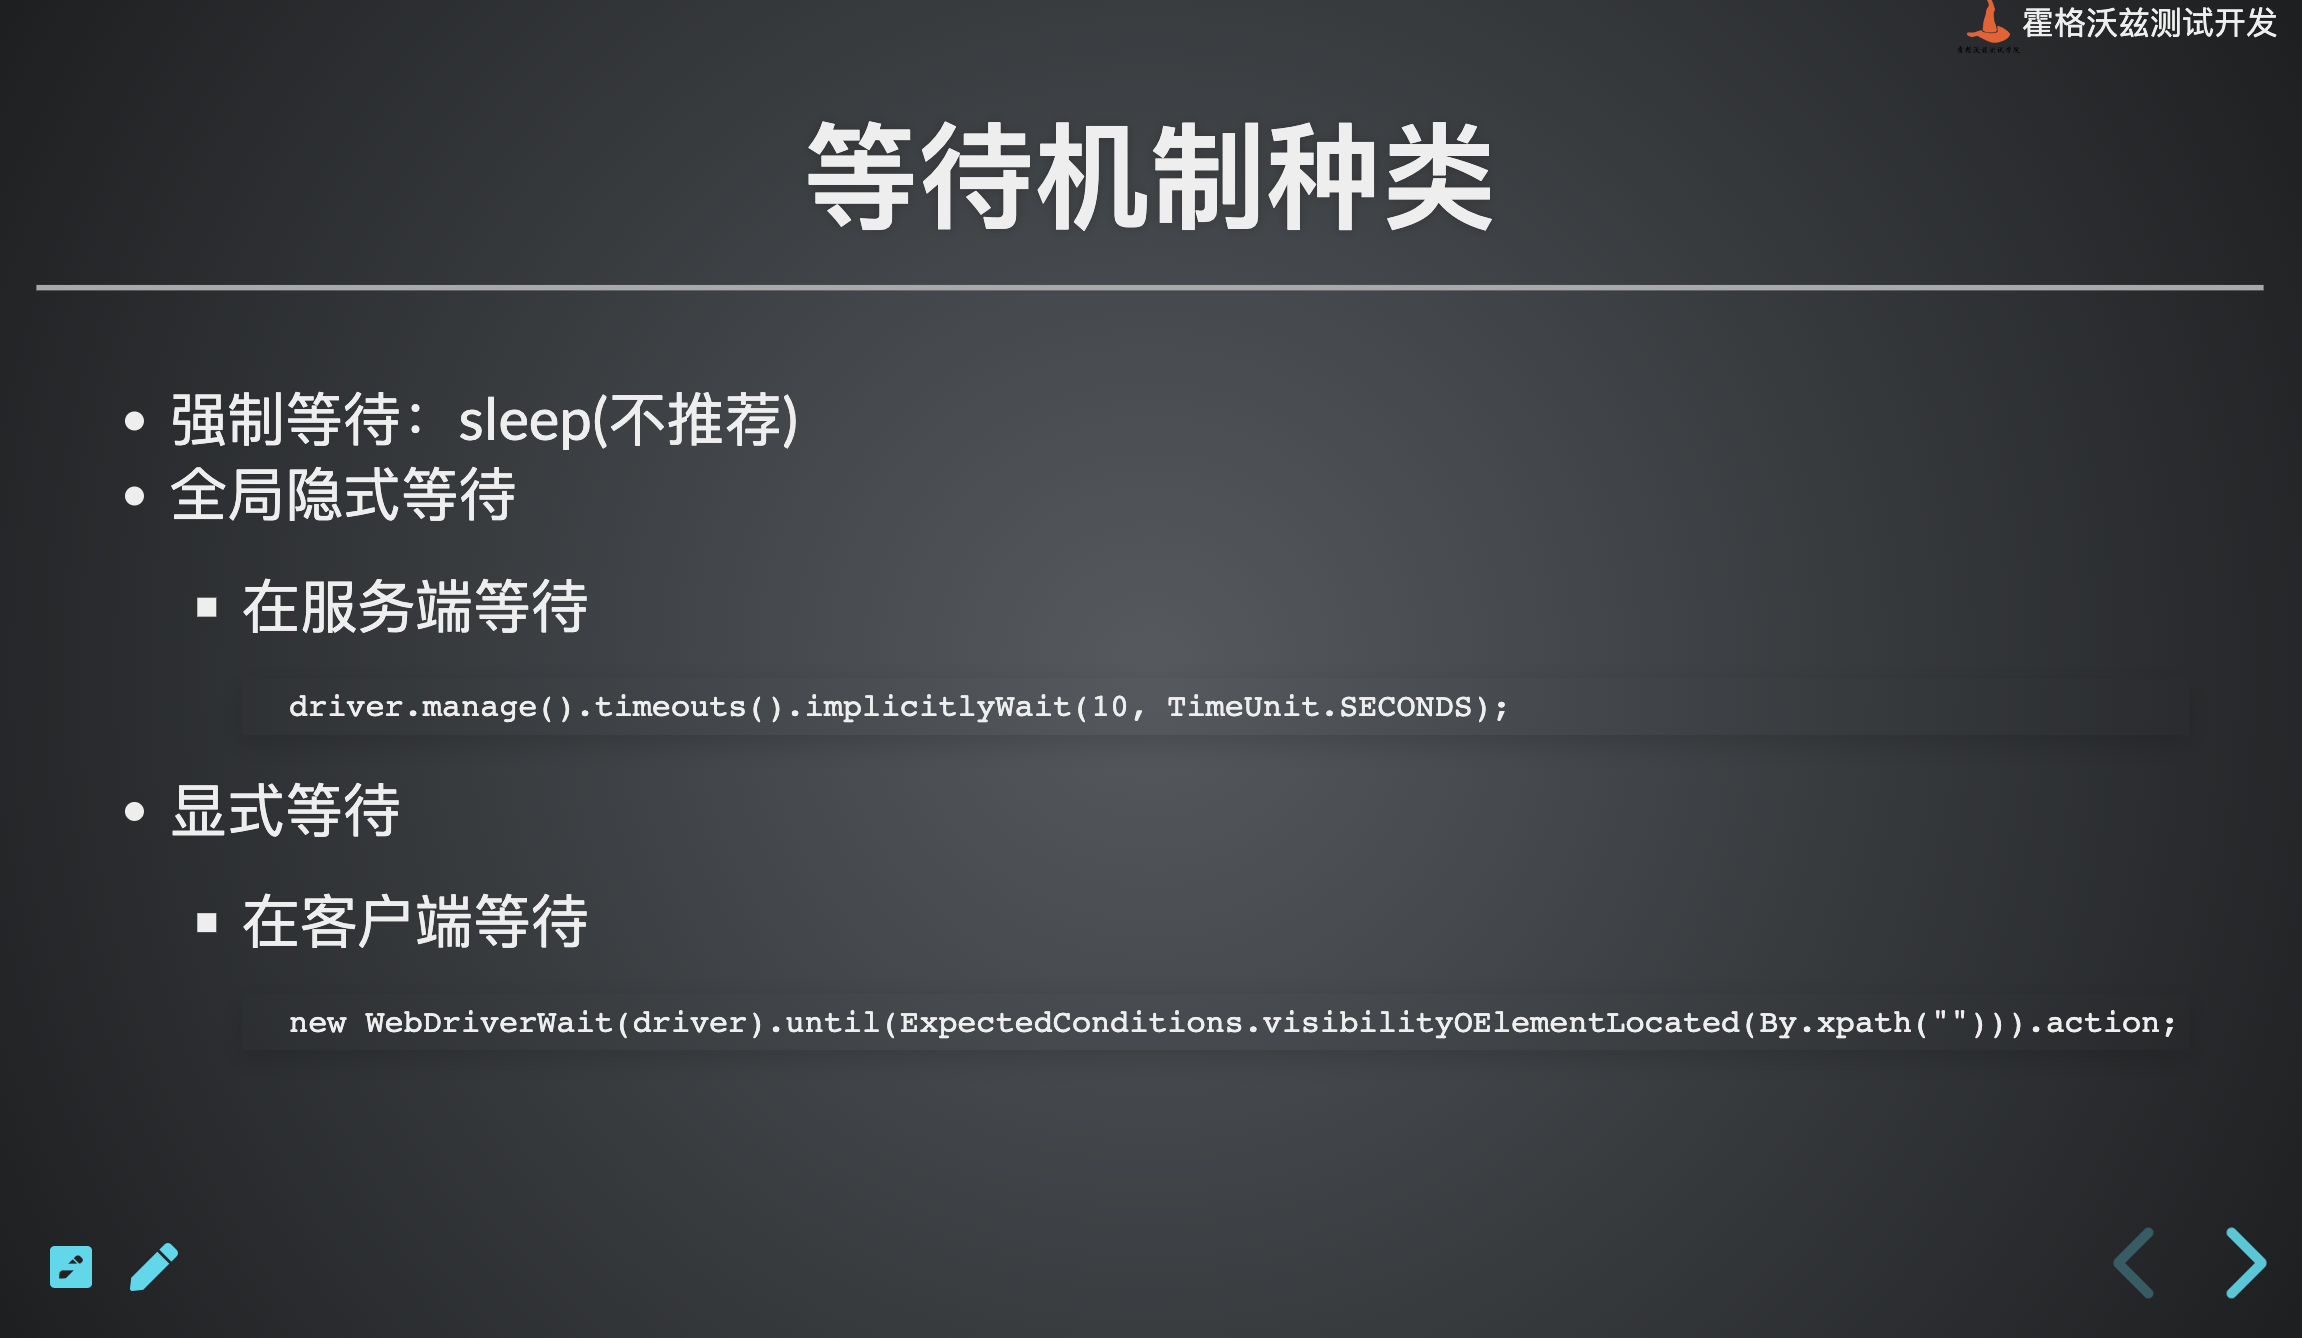 霍格沃兹测试开发
等待机制种类
强制等待：sleep(不推荐)
全局隐式等待
在服务端等待
driver.manage().timeouts().implicitlyWait(10, TimeUnit.SECONDS);
显式等待
在客户端等待
new WebDriverWait(driver).until(ExpectedConditions.visibilityOElementLocated(By.xpath(""))).action;